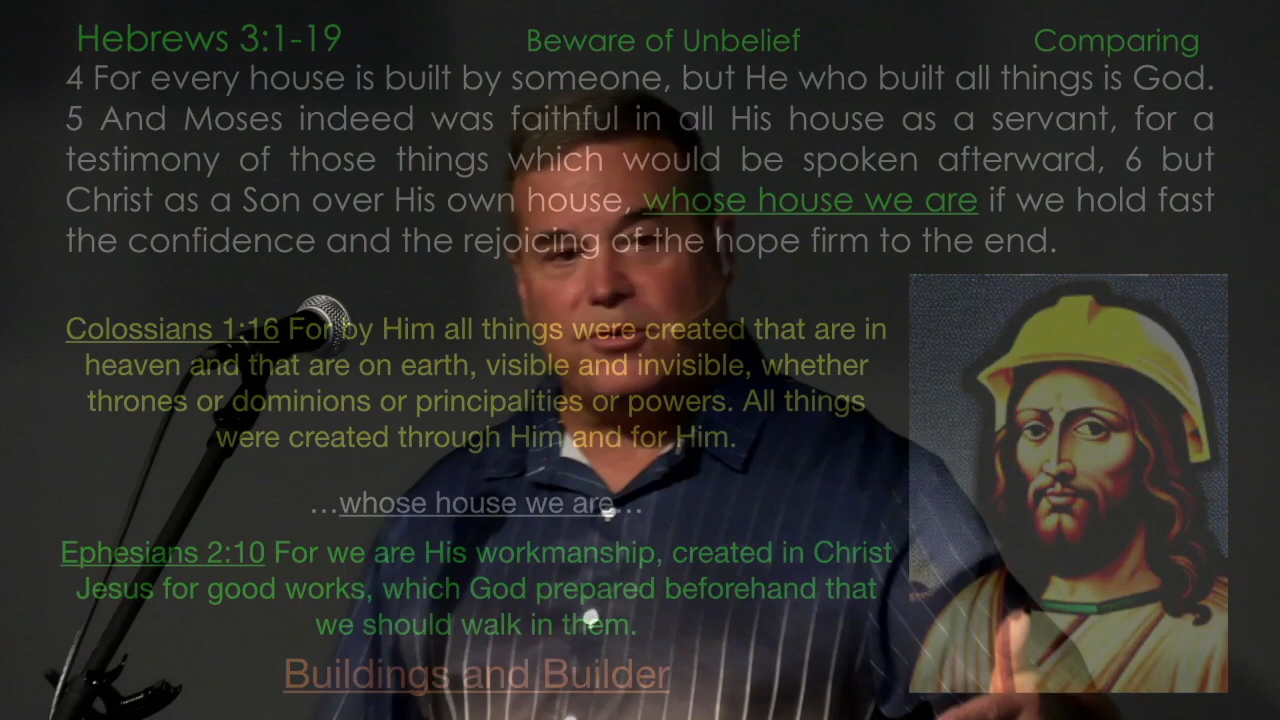 Hebrews 3:1-19 Beware of Unbelief Comparing
4 For every house is built by someone, but He who built all things is God.
5 And Moses indeed was faithful in all His house as a servant, for a
testimony of those things which would be spoken afterward, 6 but
Christ as a Son over His own house, whose house we are if we hold fast
the confidence and the rejoicing of the hope firm to the end.
Colossians 1:16 For by Him all things were created that are in
heaven and that are on earth, visible and invisible, whether
thrones or dominions or principalities or powers. All things
were created through Him and for Him.
…whose house we are…
Ephesians 2:10 For we are His workmanship, created in Christ
Jesus for good works, which God prepared beforehand that
we should walk in them.
Buildings and Builder